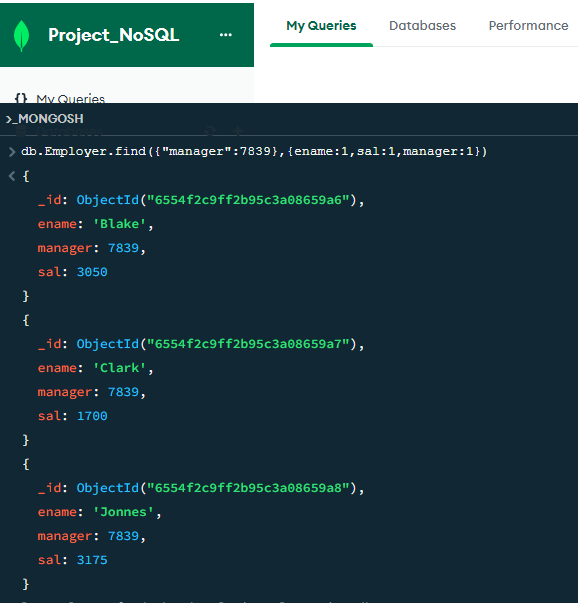 Project_NoSQL ...
My Queries Databases Performance
{} My Queries
>_MONGOSH
> db.Employer.find({"manager":7839},{ename:1,sal:1,manager:1})
< {
_id: ObjectId("6554f2c9ff2b95c3a08659a6"),
ename: 'Blake',
manager: 7839,
sal: 3050
}
{
_id: ObjectId("6554f2c9ff2b95c3a08659a7"),
ename: 'Clark',
manager: 7839,
sal: 1700
}
{
_id: ObjectId("6554f2c9ff2b95c3a08659a8"),
ename: 'Jonnes',
manager: 7839,
sal: 3175
}